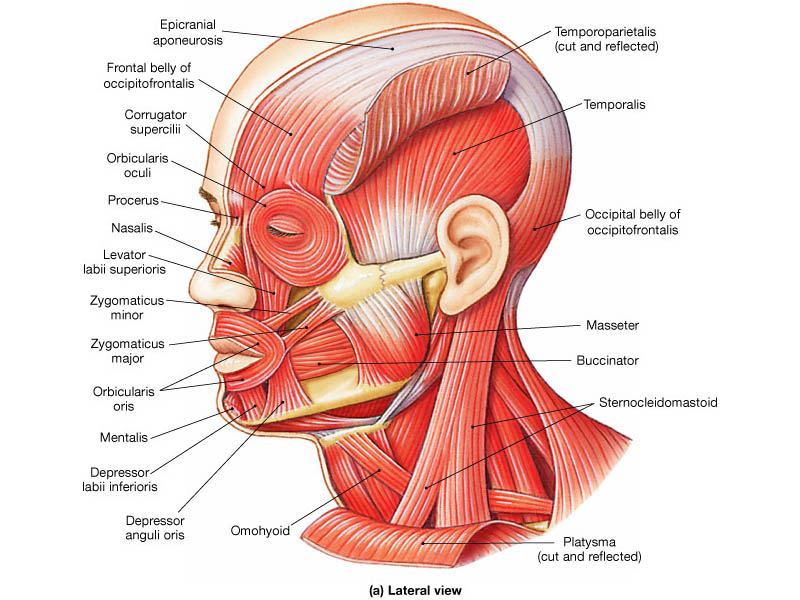 Epicranial
aponeurosis
Frontal belly of
occipitofrontalis
Corrugator
supercilii
Orbicularis
oculi
Procerus
Nasalis
Levator
labii superioris
Zygomaticus
minor
Zygomaticus
major
Orbicularis
oris
Mentalis
Depressor
labii inferioris
Depressor
anguli oris
Omohyoid
Temporoparietalis
(cut and reflected)
Temporalis
Occipital belly of
occipitofrontalis
Masseter
Buccinator
Sternocleidomastoid
Platysma
(cut and reflected)
(a) Lateral view